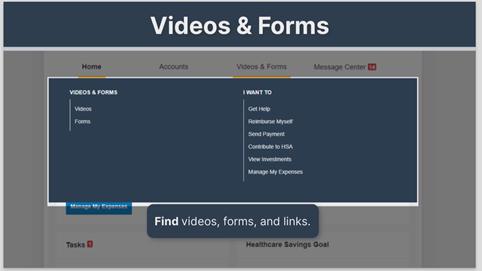 Videos & Forms
Home
Accounts
Videos & Forms
Message Center 14
VIDEOS & FORMS
Videos
Forms
I WANT TO
Get Help
Reimburse Myself
Send Payment
Contribute to HSA
View Investments
Manage My Expenses
Manage My Expenses
Find videos, forms, and links.
Tasks 1
Healthcare Savings Goal